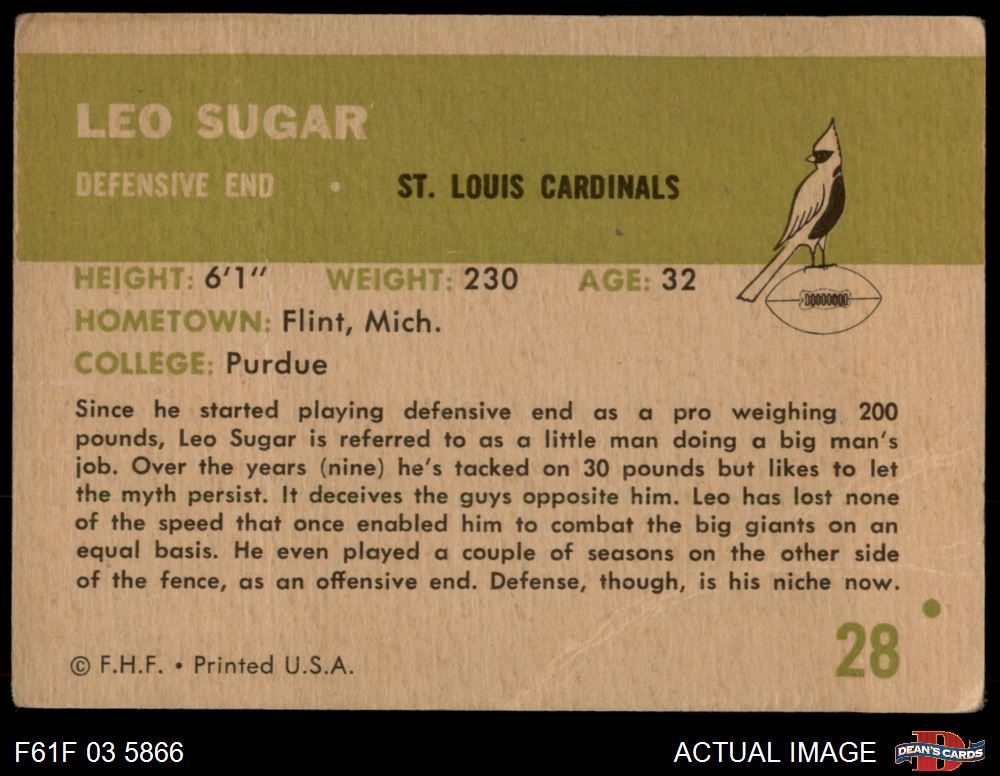 LEO SUGAR
DEFENSIVE END • ST. LOUIS CARDINALS
HEIGHT: 6'1" WEIGHT: 230 AGE: 32
HOMETOWN: Flint, Mich.
COLLEGE: Purdue
Since he started playing defensive end as a pro weighing 200
pounds, Leo Sugar is referred to as a little man doing a big man's
job. Over the years (nine) he's tacked on 30 pounds but likes to let
the myth persist. It deceives the guys opposite him. Leo has lost none
of the speed that once enabled him to combat the big giants on an
equal basis. He even played a couple of seasons on the other side
of the fence, as an offensive end. Defense, though, is his niche now.
28
© F.H.F. • Printed U.S.A.
F61F 03 5866
ACTUAL IMAGE
DEAN'S CARDS